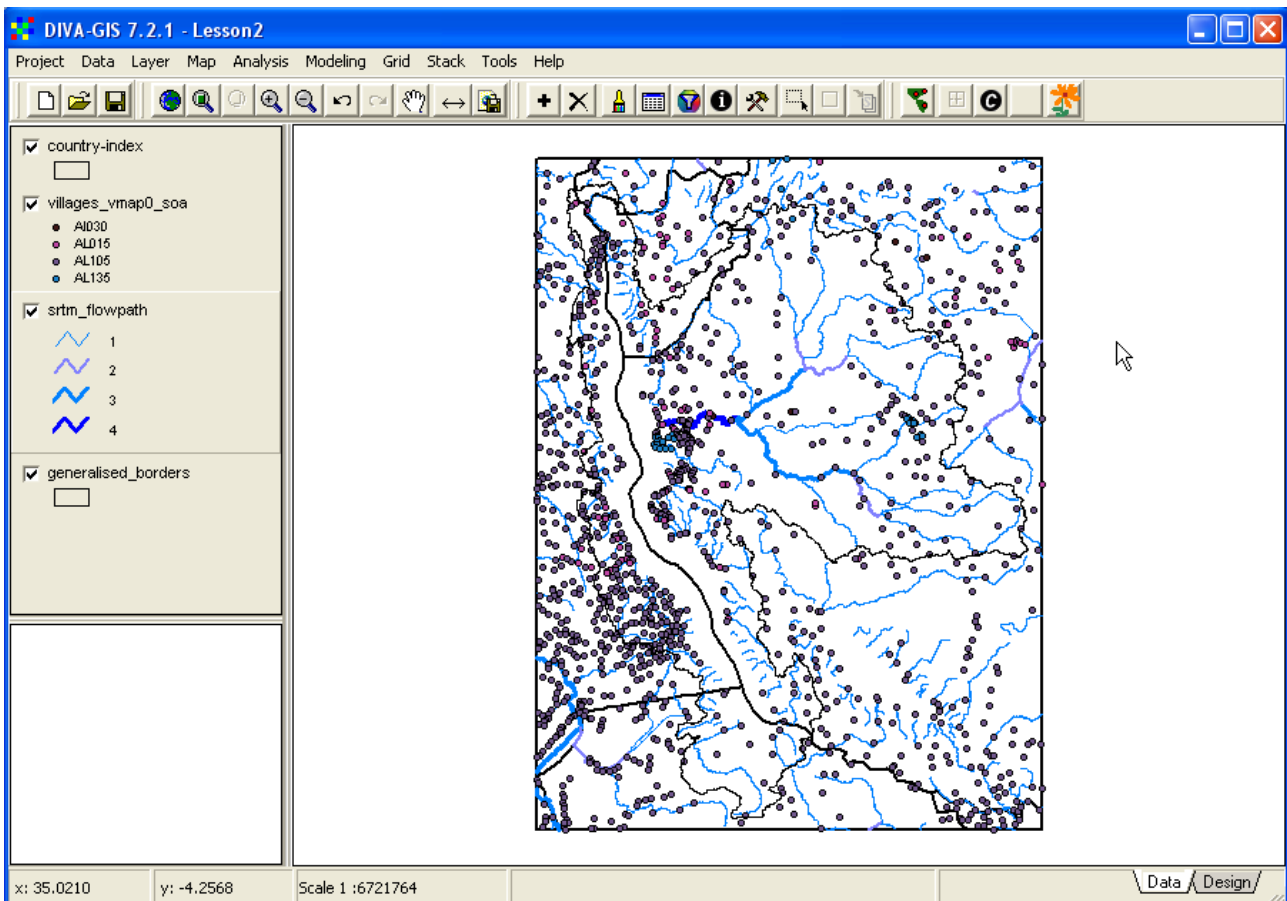 DIVA-GIS 7.2.1 - Lesson2
Project Data Layer Map Analysis Modeling Grid Stack Tools Help
country-index
villages_vmap0_soa
AI030
AL015
AL105
AL135
srtm_flowpath
1
2
3
4
generalised_borders
x: 35.0210 y: -4.2568 Scale 1 :6721764 Data Design